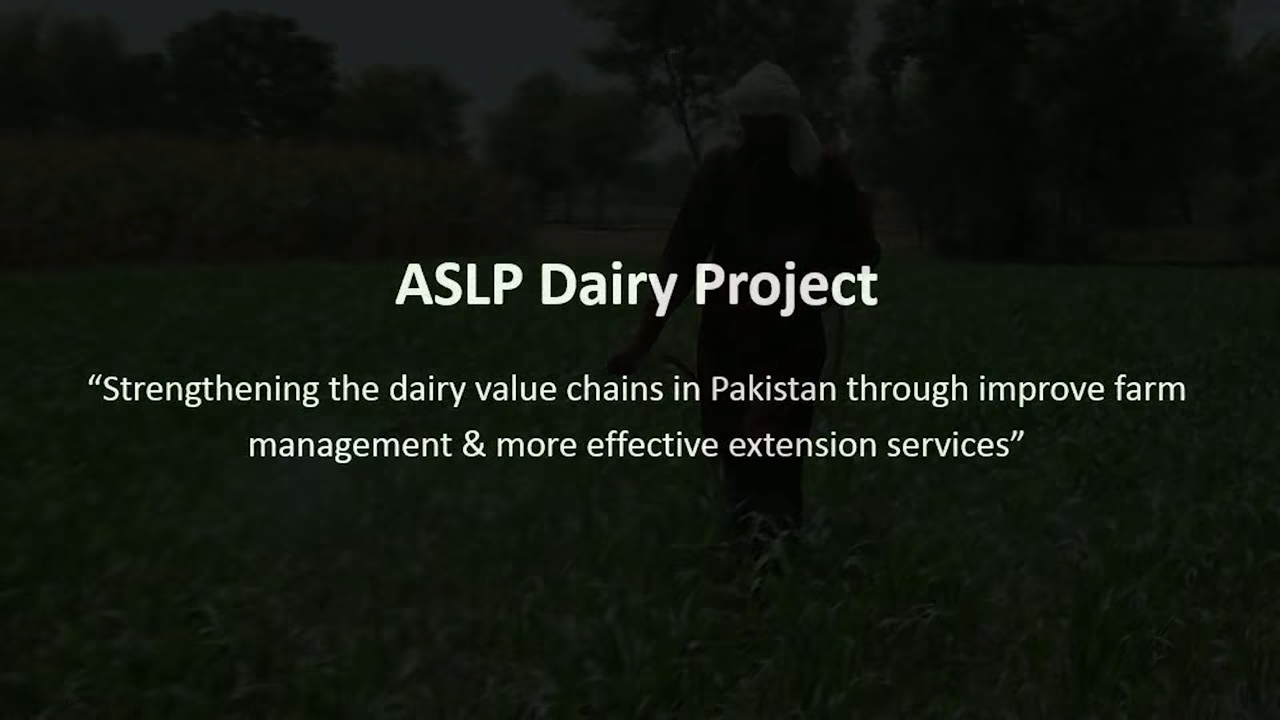 ASLP Dairy Project
“Strengthening the dairy value chains in Pakistan through improve farm
management & more effective extension services”